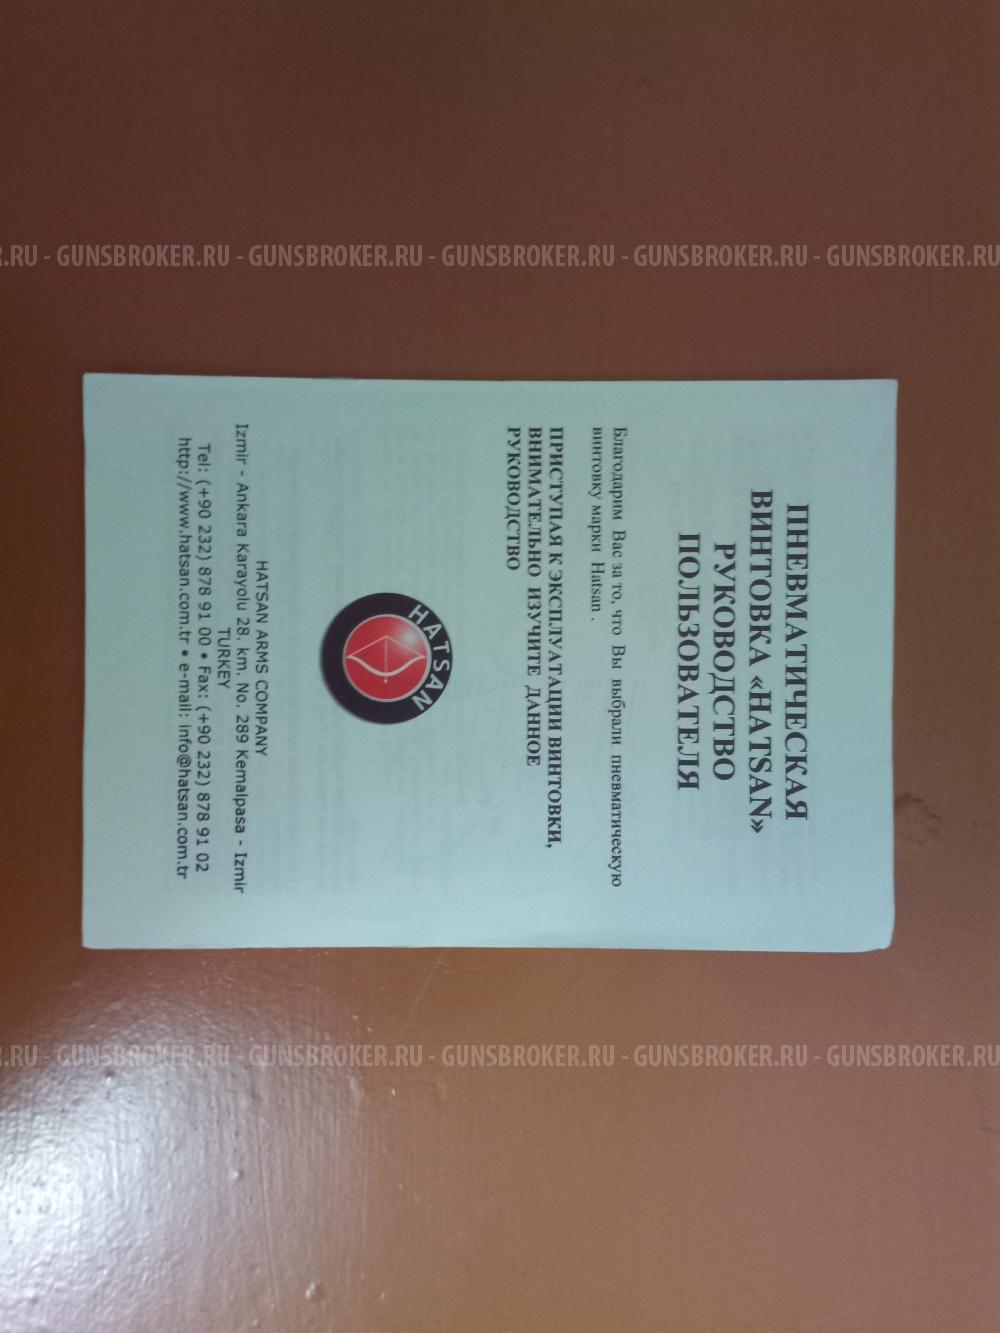 ПНЕВМАТИЧЕСКАЯ
ВИНТОВКА «HATSAN»
РУКОВОДСТВО
ПОЛЬЗОВАТЕЛЯ
Благодарим Вас за то, что Вы выбрали пневматическую
винтовку марки Hatsan .
ПРИСТУПАЯ К ЭКСПЛУАТАЦИИ ВИНТОВКИ,
ВНИМАТЕЛЬНО ИЗУЧИТЕ ДАННОЕ
РУКОВОДСТВО
HATSAN
HATSAN ARMS COMPANY
Izmir - Ankara Karayolu 28. km. No. 289 Kemalpasa - Izmir
TURKEY
Tel: (+90 232) 878 91 00 • Fax: (+90 232) 878 91 02
http://www.hatsan.com.tr • e-mail: info@hatsan.com.tr
R.RU - GUNSBROKER.RU - GUNSBROKER.RU - GUNSBROKER.RU - GUNSBROKER.RU - GUNSBROKER.RU
R.RU - GUNSBROKER.RU - GUNSBROKER.RU - GUNSBROKER.RU - GUNSBROKER.RU - GUNSBROKER.RU